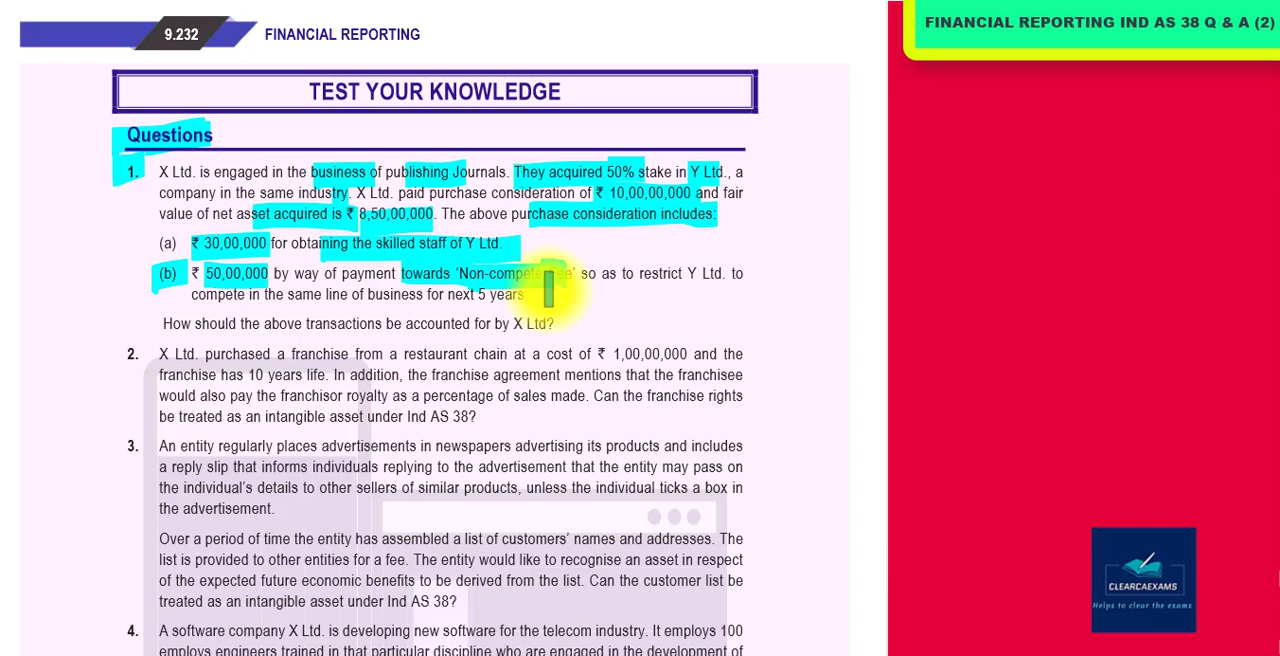 9.232 FINANCIAL REPORTING
FINANCIAL REPORTING IND AS 38 Q & A (2)
TEST YOUR KNOWLEDGE
Questions
1. X Ltd. is engaged in the business of publishing Journals. They acquired 50% stake in Y Ltd., a
company in the same industry. X Ltd. paid purchase consideration of ₹ 10,00,00,000 and fair
value of net asset acquired is ₹ 8,50,00,000. The above purchase consideration includes:
(a) ₹ 30,00,000 for obtaining the skilled staff of Y Ltd.
(b) ₹ 50,00,000 by way of payment towards 'Non-compete Fee' so as to restrict Y Ltd. to
compete in the same line of business for next 5 years.
How should the above transactions be accounted for by X Ltd?
2. X Ltd. purchased a franchise from a restaurant chain at a cost of ₹ 1,00,00,000 and the
franchise has 10 years life. In addition, the franchise agreement mentions that the franchisee
would also pay the franchisor royalty as a percentage of sales made. Can the franchise rights
be treated as an intangible asset under Ind AS 38?
3. An entity regularly places advertisements in newspapers advertising its products and includes
a reply slip that informs individuals replying to the advertisement that the entity may pass on
the individual's details to other sellers of similar products, unless the individual ticks a box in
the advertisement.
Over a period of time the entity has assembled a list of customers' names and addresses. The
list is provided to other entities for a fee. The entity would like to recognise an asset in respect
of the expected future economic benefits to be derived from the list. Can the customer list be
treated as an intangible asset under Ind AS 38?
4. A software company X Ltd. is developing new software for the telecom industry. It employs 100
employs engineers trained in that particular discipline who are engaged in the development of
CLEARCAEXAMS
Helps to clear the exams